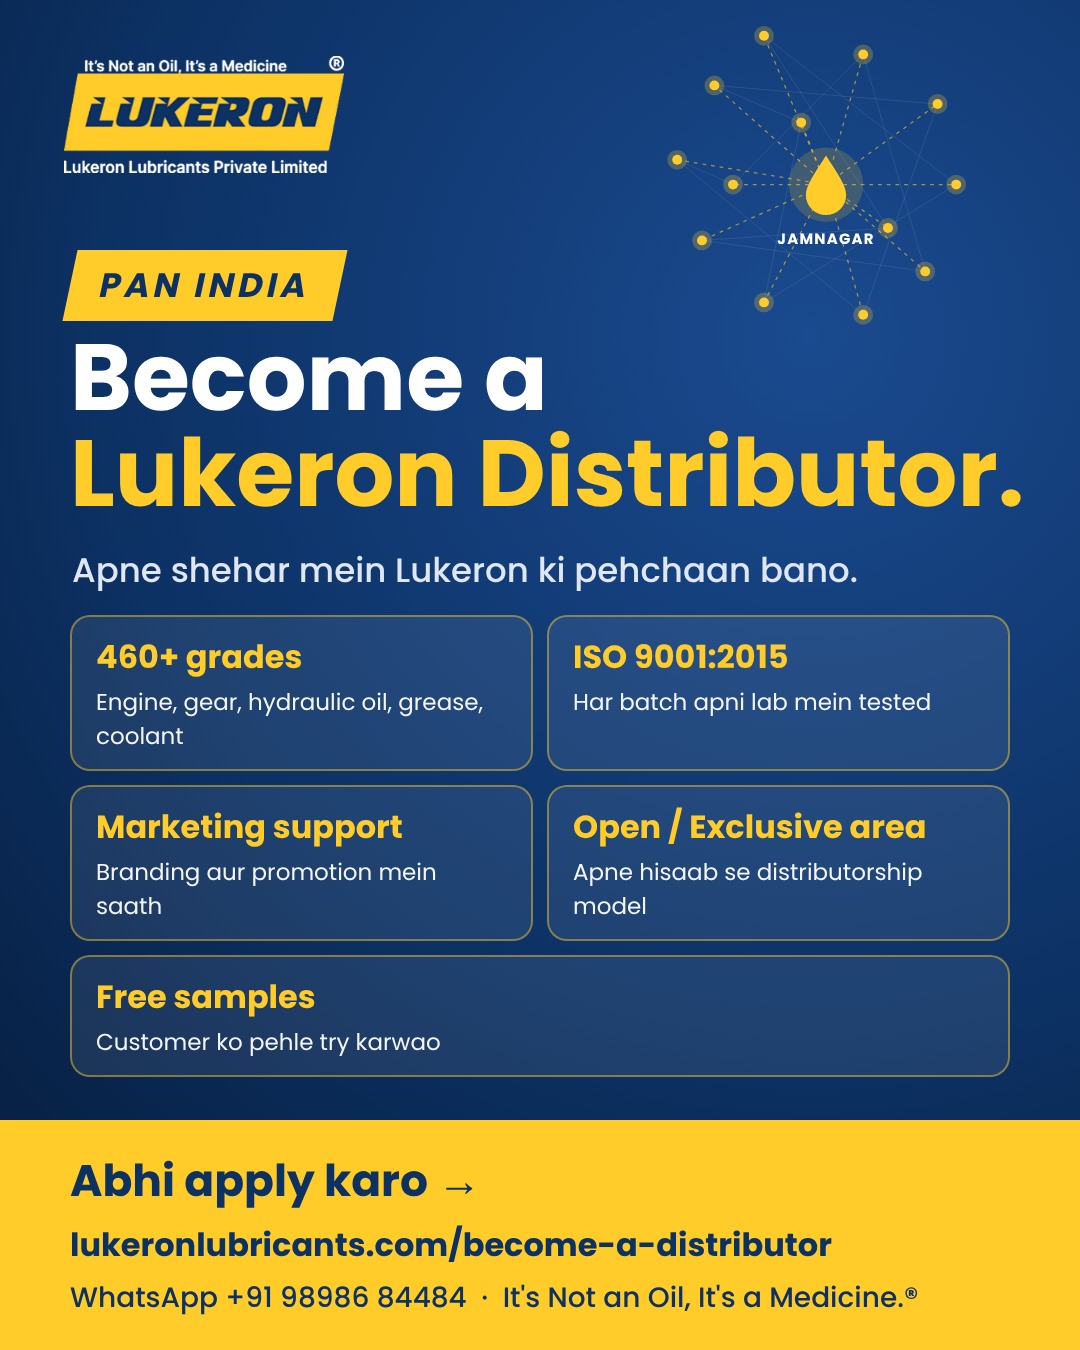 It's Not an Oil, It's a Medicine ®
LUKERON
Lukeron Lubricants Private Limited
JAMNAGAR
PAN INDIA
Become a
Lukeron Distributor.
Apne shehar mein Lukeron ki pehchaan bano.
460+ grades
Engine, gear, hydraulic oil, grease,
coolant
ISO 9001:2015
Har batch apni lab mein tested
Marketing support
Branding aur promotion mein
saath
Open / Exclusive area
Apne hisaab se distributorship
model
Free samples
Customer ko pehle try karwao
Abhi apply karo →
lukeronlubricants.com/become-a-distributor
WhatsApp +91 98986 84484 · It's Not an Oil, It's a Medicine.®